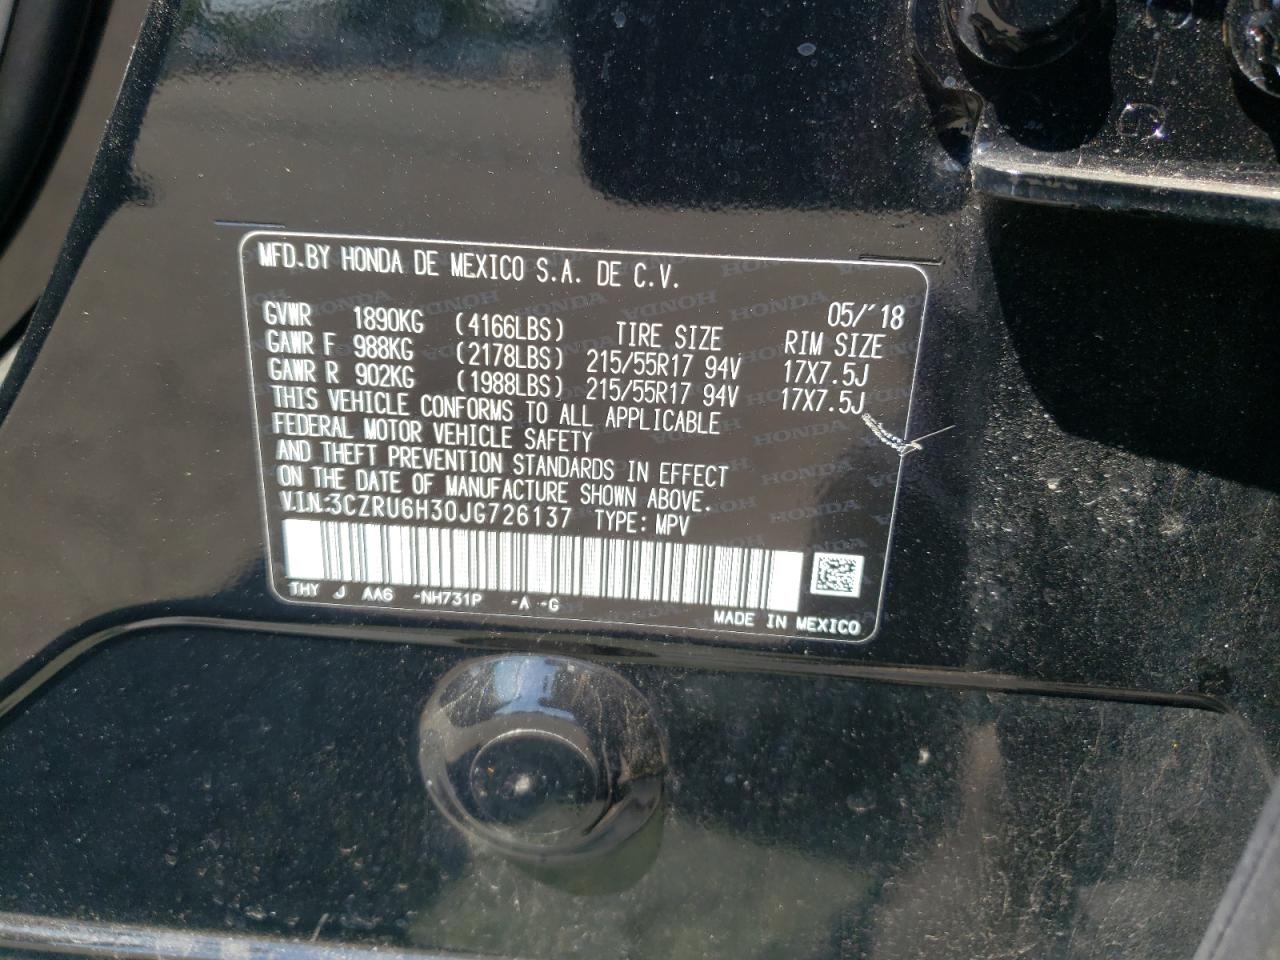 MFD.BY HONDA DE MEXICO S.A. DE C.V.
05/'18
GVWR 1890KG (4166LBS) TIRE SIZE RIM SIZE
GAWR F 988KG (2178LBS) 215/55R17 94V 17X7.5J
GAWR R 902KG (1988LBS) 215/55R17 94V 17X7.5J
THIS VEHICLE CONFORMS TO ALL APPLICABLE
FEDERAL MOTOR VEHICLE SAFETY
AND THEFT PREVENTION STANDARDS IN EFFECT
ON THE DATE OF MANUFACTURE SHOWN ABOVE.
V.I.N:3CZRU6H30JG726137 TYPE: MPV
THY J AA6 -NH731P -A -G
MADE IN MEXICO